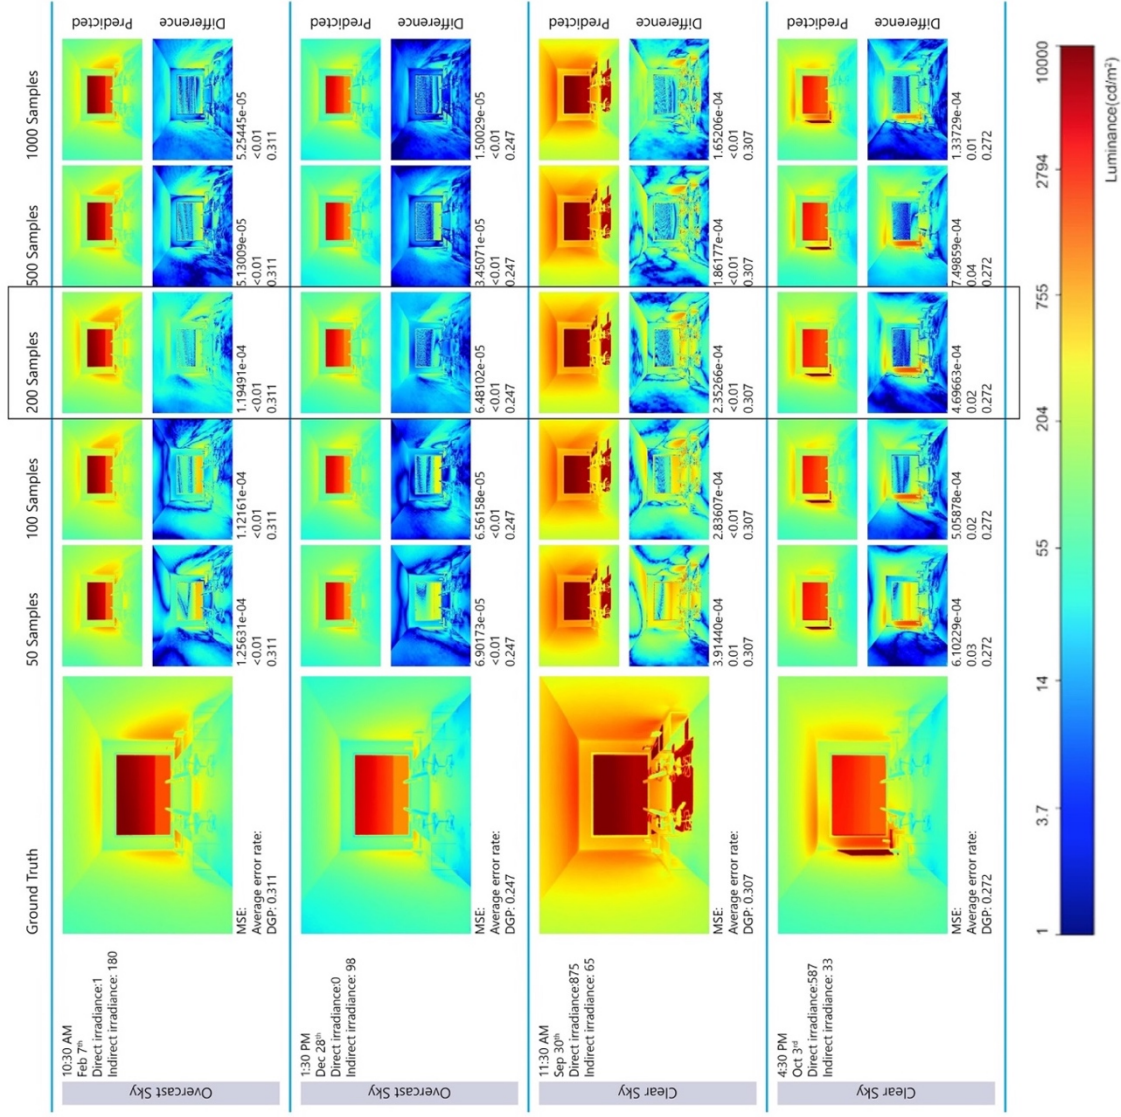 Ground Truth
50 Samples
100 Samples
200 Samples
500 Samples
1000 Samples
Overcast Sky
10:30 AM
Feb 7th
Direct irradiance:1
Indirect irradiance: 180
Predicted
Difference
MSE:
Average error rate:
DGP: 0.311
1.25631e-04
<0.01
0.311
1.12161e-04
<0.01
0.311
1.19491e-04
<0.01
0.311
5.13009e-05
<0.01
0.311
5.25445e-05
<0.01
0.311
Overcast Sky
1:30 PM
Dec 28th
Direct irradiance:0
Indirect irradiance: 98
Predicted
Difference
MSE:
Average error rate:
DGP: 0.247
6.90173e-05
<0.01
0.247
6.56158e-05
<0.01
0.247
6.48102e-05
<0.01
0.247
3.45071e-05
<0.01
0.247
1.50029e-05
<0.01
0.247
Clear Sky
11:30 AM
Sep 30th
Direct irradiance:875
Indirect irradiance: 65
Predicted
Difference
MSE:
Average error rate:
DGP: 0.307
3.91440e-04
0.01
0.307
2.83607e-04
<0.01
0.307
2.35266e-04
<0.01
0.307
1.86177e-04
<0.01
0.307
1.65206e-04
<0.01
0.307
Clear Sky
4:30 PM
Oct 3rd
Direct irradiance:587
Indirect irradiance: 33
Predicted
Difference
MSE:
Average error rate
DGP: 0.272
6.10229e-04
0.03
0.272
5.05878e-04
0.02
0.272
4.69663e-04
0.02
0.272
7.49859e-04
0.04
0.272
1.33729e-04
0.01
0.272
1
3.7
14
55
204
755
2794
10000
Luminance(cd/m²)